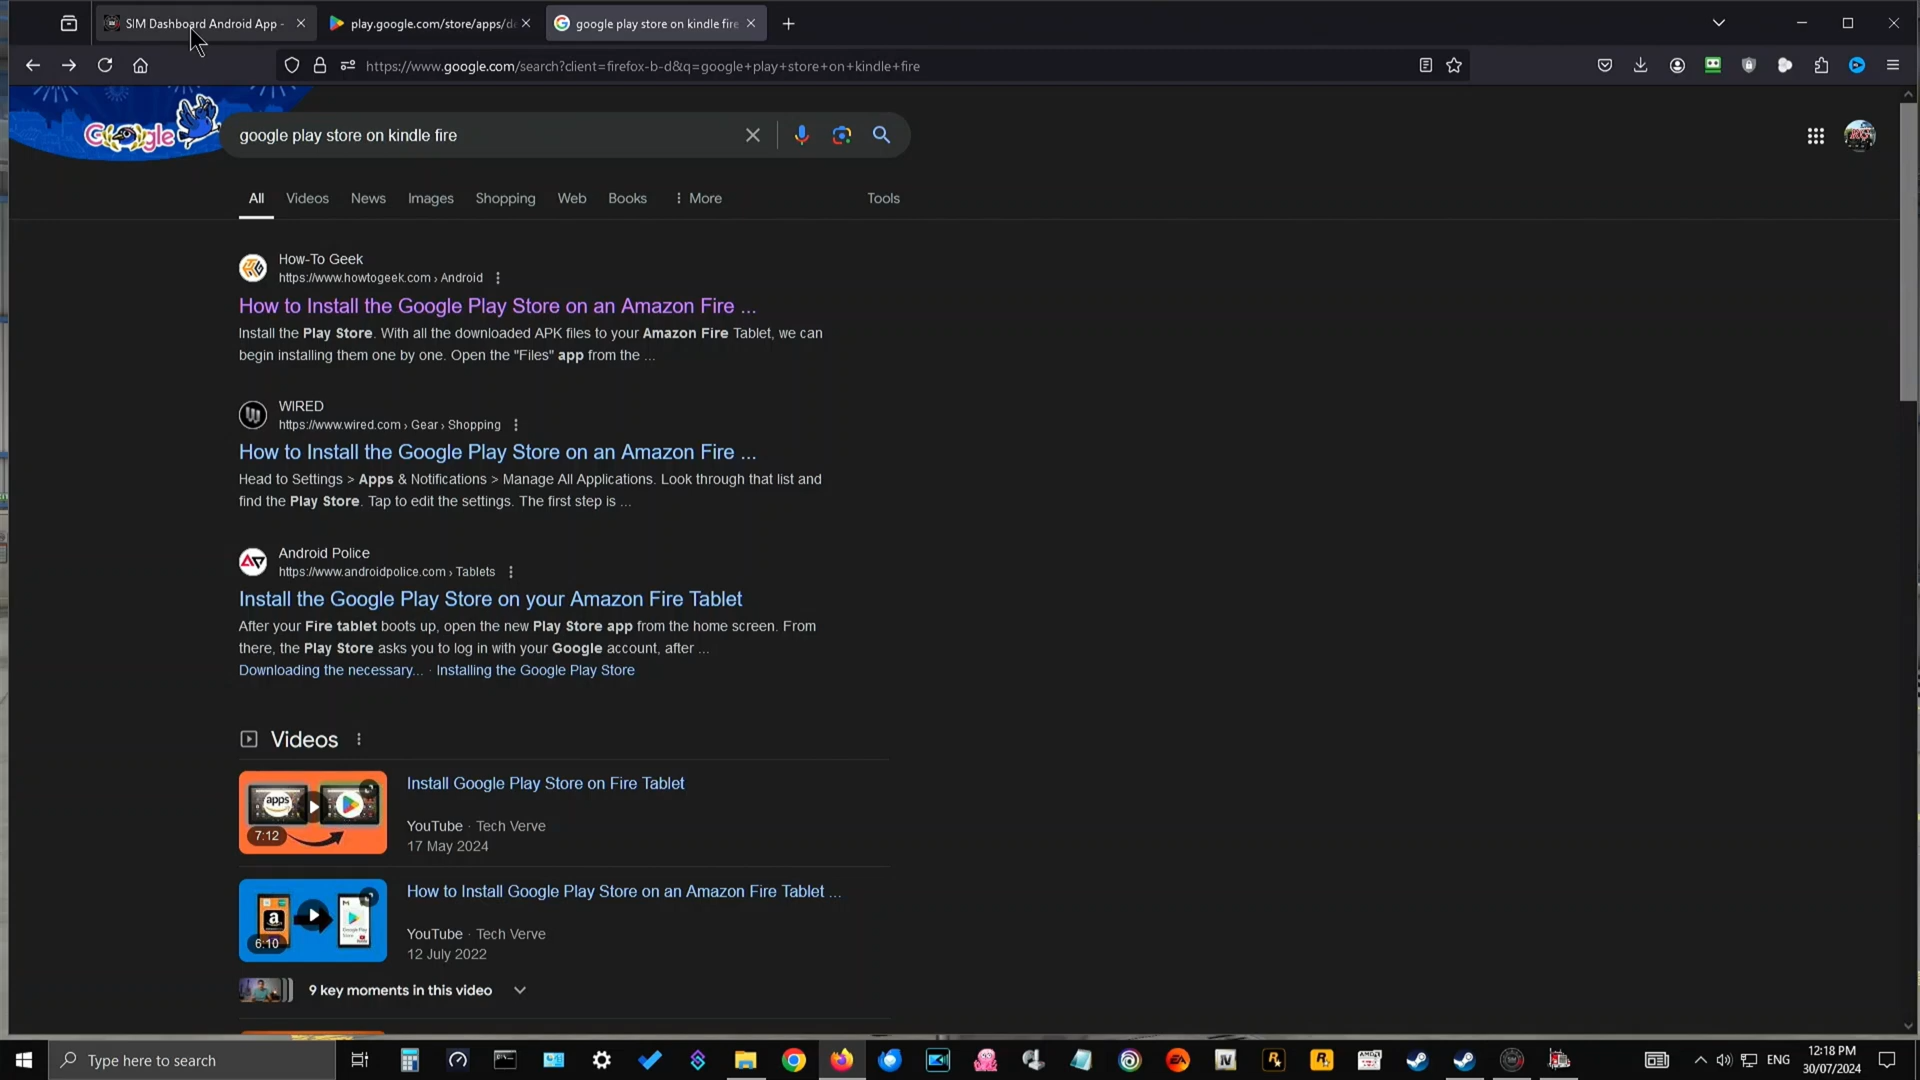 SIM Dashboard Android App -
play.google.com/store/apps/de
google play store on kindle fire
https://www.google.com/search?client=firefox-b-d&q=google+play+store+on+kindle+fire
Google
google play store on kindle fire
All Videos News Images Shopping Web Books More Tools
How-To Geek
https://www.howtogeek.com › Android
How to Install the Google Play Store on an Amazon Fire ...
Install the Play Store. With all the downloaded APK files to your Amazon Fire Tablet, we can
begin installing them one by one. Open the "Files" app from the ...
WIRED
https://www.wired.com › Gear › Shopping
How to Install the Google Play Store on an Amazon Fire ...
Head to Settings > Apps & Notifications > Manage All Applications. Look through that list and
find the Play Store. Tap to edit the settings. The first step is ...
Android Police
https://www.androidpolice.com › Tablets
Install the Google Play Store on your Amazon Fire Tablet
After your Fire tablet boots up, open the new Play Store app from the home screen. From
there, the Play Store asks you to log in with your Google account, after ...
Downloading the necessary... · Installing the Google Play Store
Videos
apps
7:12
Install Google Play Store on Fire Tablet
YouTube · Tech Verve
17 May 2024
6:10
How to Install Google Play Store on an Amazon Fire Tablet ...
YouTube · Tech Verve
12 July 2022
9 key moments in this video
Type here to search
ENG
12:18 PM
30/07/2024